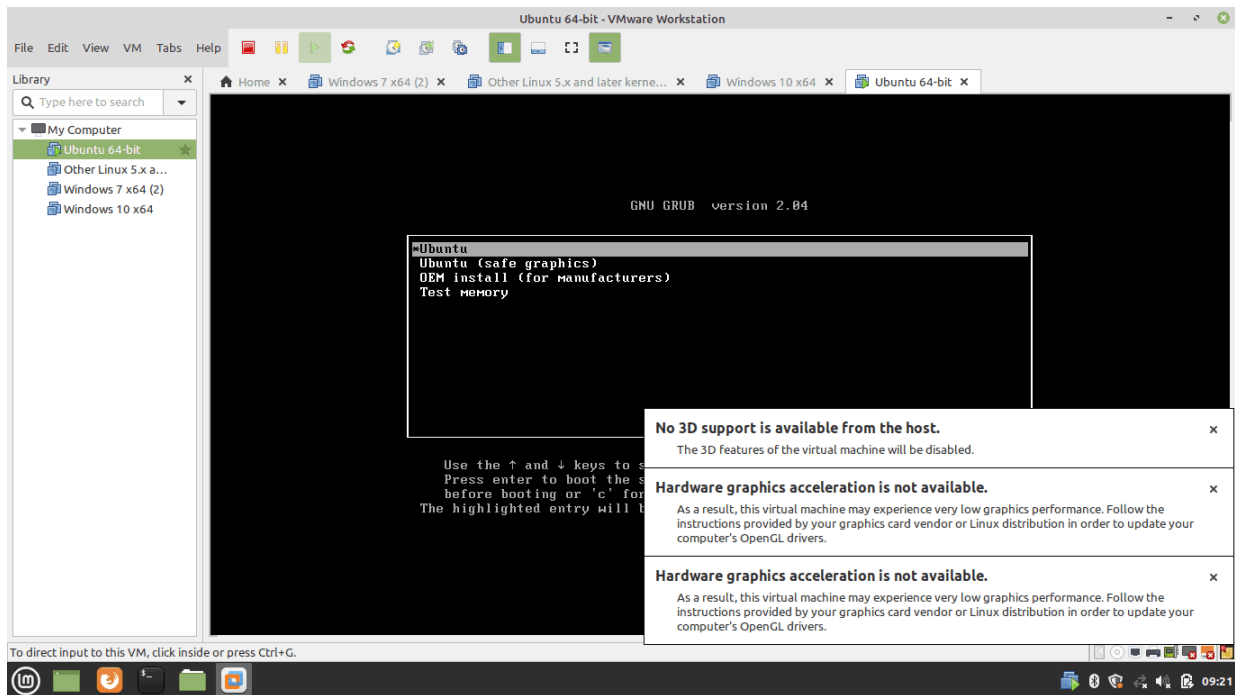 Ubuntu 64-bit - VMware Workstation
File Edit View VM Tabs Help
Library
Type here to search
My Computer
Ubuntu 64-bit
Other Linux 5.x a...
Windows 7 x64 (2)
Windows 10 x64
Home
Windows 7 x64 (2)
Other Linux 5.x and later kerne...
Windows 10 x64
Ubuntu 64-bit
GNU GRUB version 2.04
*Ubuntu
Ubuntu (safe graphics)
OEM install (for manufacturers)
Test memory
Use the ↑ and ↓ keys to s
Press enter to boot the s
before booting or 'c' for
The highlighted entry will b
No 3D support is available from the host.
The 3D features of the virtual machine will be disabled.
Hardware graphics acceleration is not available.
As a result, this virtual machine may experience very low graphics performance. Follow the
instructions provided by your graphics card vendor or Linux distribution in order to update your
computer's OpenGL drivers.
Hardware graphics acceleration is not available.
As a result, this virtual machine may experience very low graphics performance. Follow the
instructions provided by your graphics card vendor or Linux distribution in order to update your
computer's OpenGL drivers.
To direct input to this VM, click inside or press Ctrl+G.
09:21